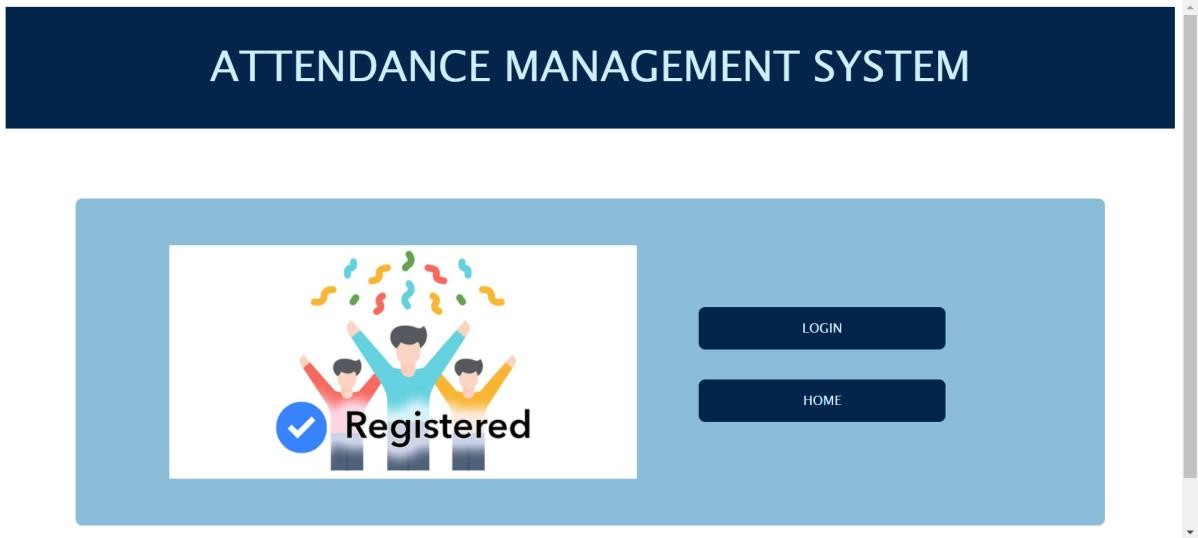 ATTENDANCE MANAGEMENT SYSTEM
LOGIN
HOME
Registered